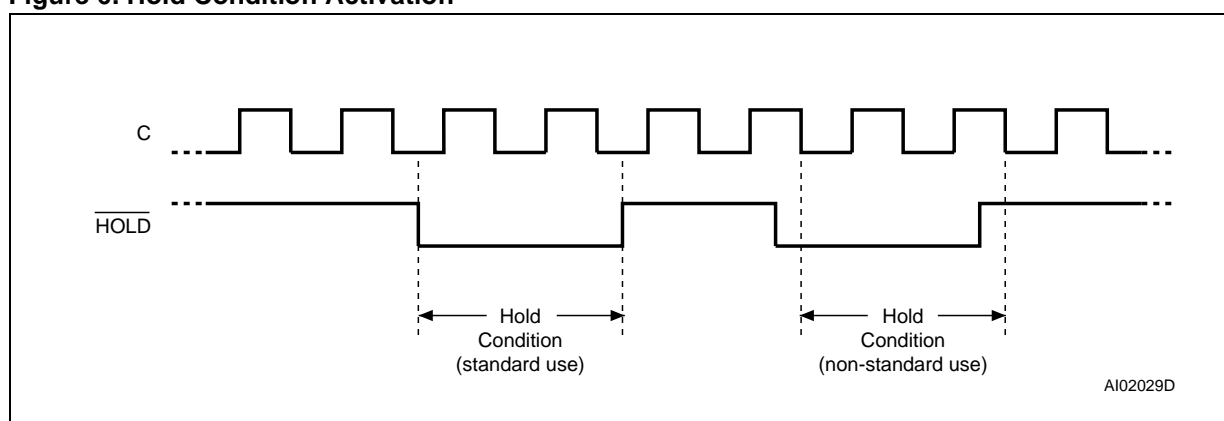 Figure 6. Hold Condition Activation
C
HOLD
Hold
Condition
(standard use)
Hold
Condition
(non-standard use)
AI02029D